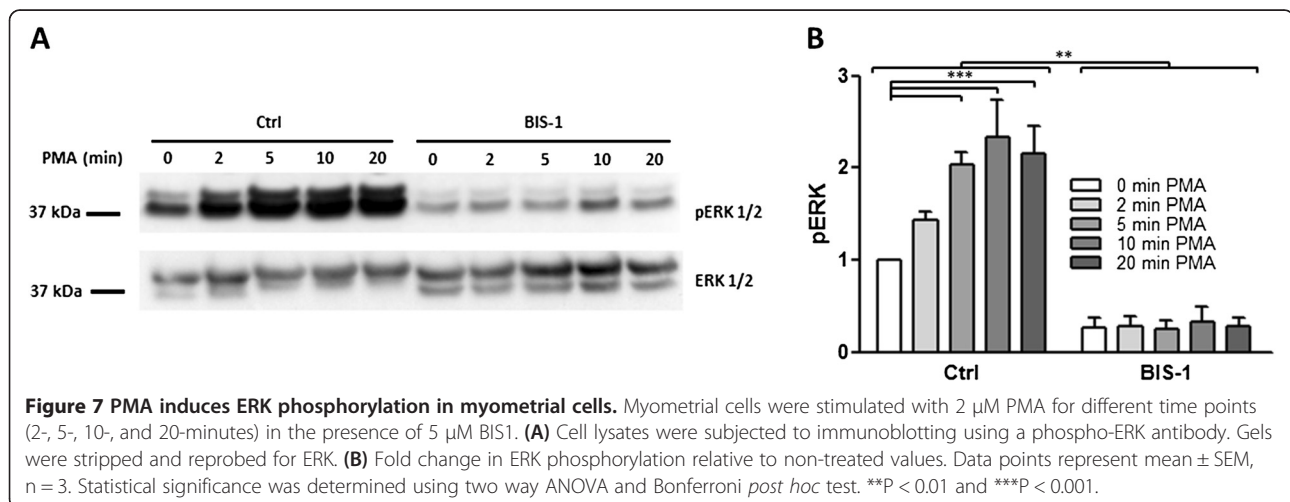 A
Ctrl BIS-1
PMA (min) 0 2 5 10 20 0 2 5 10 20
37 kDa pERK 1/2
37 kDa ERK 1/2
B
**
***
3
2
1
0
pERK
0 min PMA
2 min PMA
5 min PMA
10 min PMA
20 min PMA
Ctrl BIS-1
Figure 7 PMA induces ERK phosphorylation in myometrial cells. Myometrial cells were stimulated with 2 μM PMA for different time points
(2-, 5-, 10-, and 20-minutes) in the presence of 5 μM BIS1. (A) Cell lysates were subjected to immunoblotting using a phospho-ERK antibody. Gels
were stripped and reprobed for ERK. (B) Fold change in ERK phosphorylation relative to non-treated values. Data points represent mean ± SEM,
n = 3. Statistical significance was determined using two way ANOVA and Bonferroni post hoc test. **P < 0.01 and ***P < 0.001.